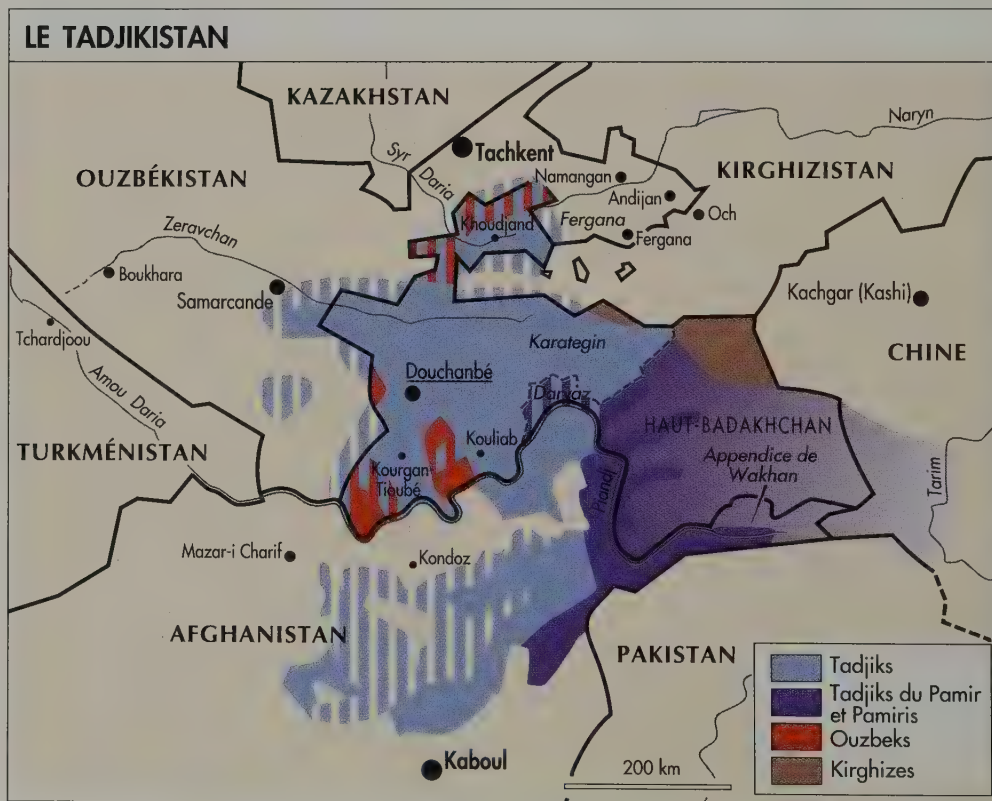 LE TADJIKISTAN
KAZAKHSTAN
Naryn
Syr
Daria
Tachkent
OUZBÉKISTAN
Namangan
KIRGHIZISTAN
Andijan
Och
Khoudjand
Fergana
Fergana
Zeravchan
Boukhara
Samarcande
Kachgar (Kashi)
Tchardjoou
Karategin
CHINE
Amou Daria
Douchanbé
Darvaz
HAUT-BADAKHCHAN
TURKMÉNISTAN
Kouliab
Appendice de
Wakhan
Kourgan-
Tioubé
Piandj
Tarim
Mazar-i Charif
Kondoz
AFGHANISTAN
PAKISTAN
Tadjiks
Tadjiks du Pamir
et Pamiris
Ouzbeks
Kirghizes
Kaboul
200 km